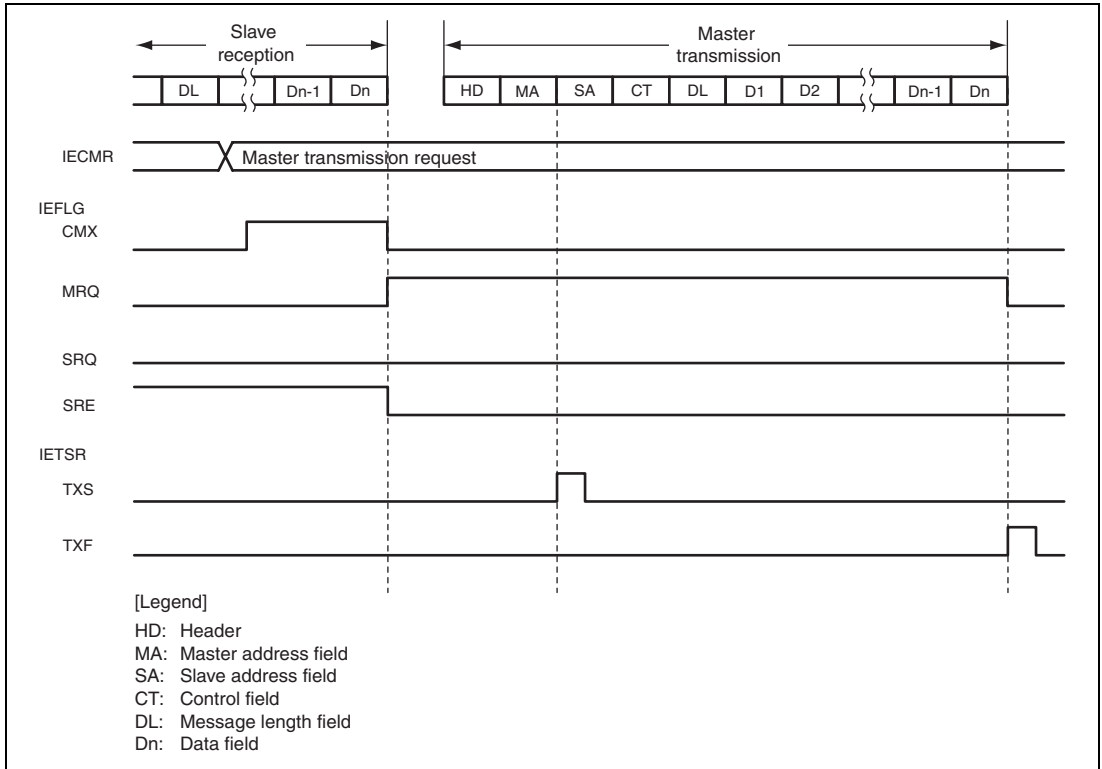 Slave
reception
Master
transmission
DL Dn-1 Dn HD MA SA CT DL D1 D2 Dn-1 Dn
IECMR Master transmission request
IEFLG
CMX
MRQ
SRQ
SRE
IETSR
TXS
TXF
[Legend]
HD: Header
MA: Master address field
SA: Slave address field
CT: Control field
DL: Message length field
Dn: Data field